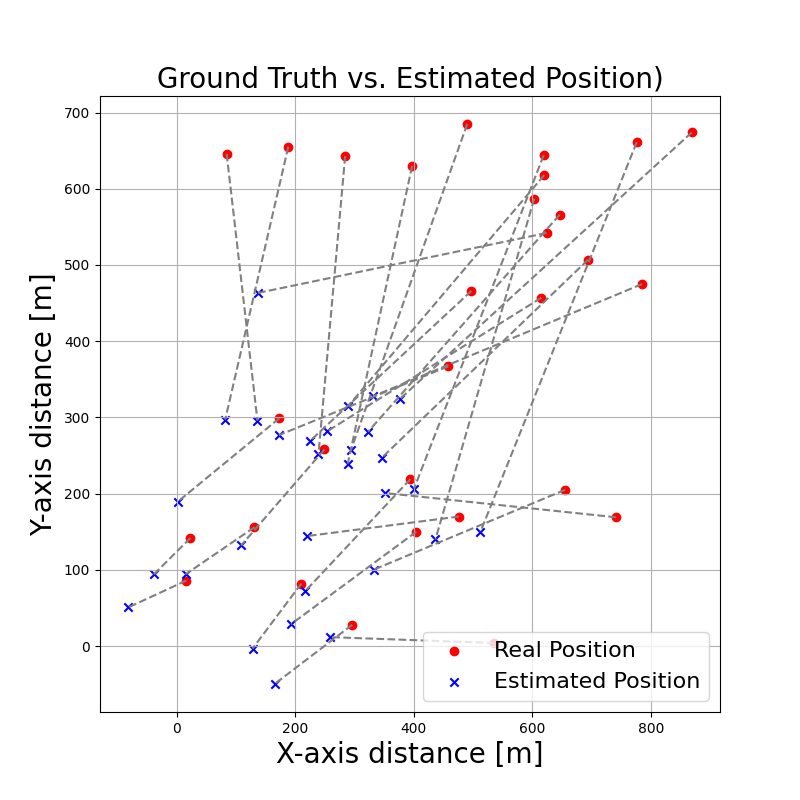 Ground Truth vs. Estimated Position)
700
600
500
400
300
200
100
0
Y-axis distance [m]
0 200 400 600 800
X-axis distance [m]
Real Position
Estimated Position